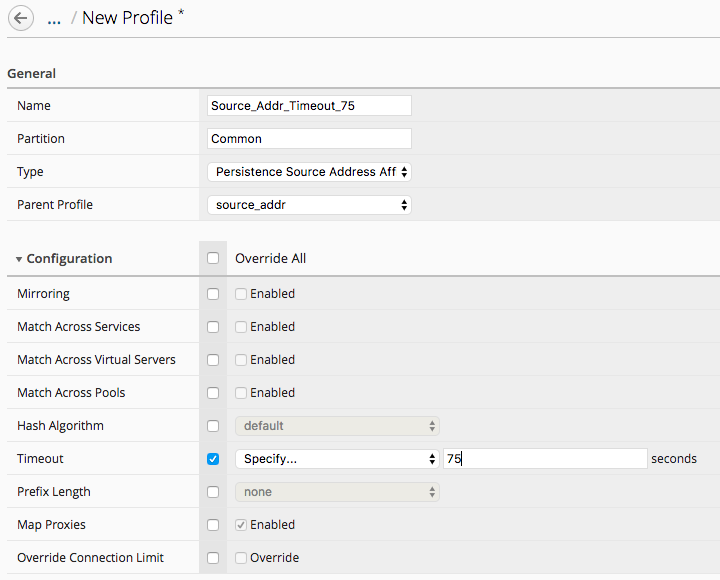 ... / New Profile *
General
Name Source_Addr_Timeout_75
Partition Common
Type Persistence Source Address Aff
Parent Profile source_addr
Configuration Override All
Mirroring Enabled
Match Across Services Enabled
Match Across Virtual Servers Enabled
Match Across Pools Enabled
Hash Algorithm default
Timeout Specify... 75 seconds
Prefix Length none
Map Proxies Enabled
Override Connection Limit Override